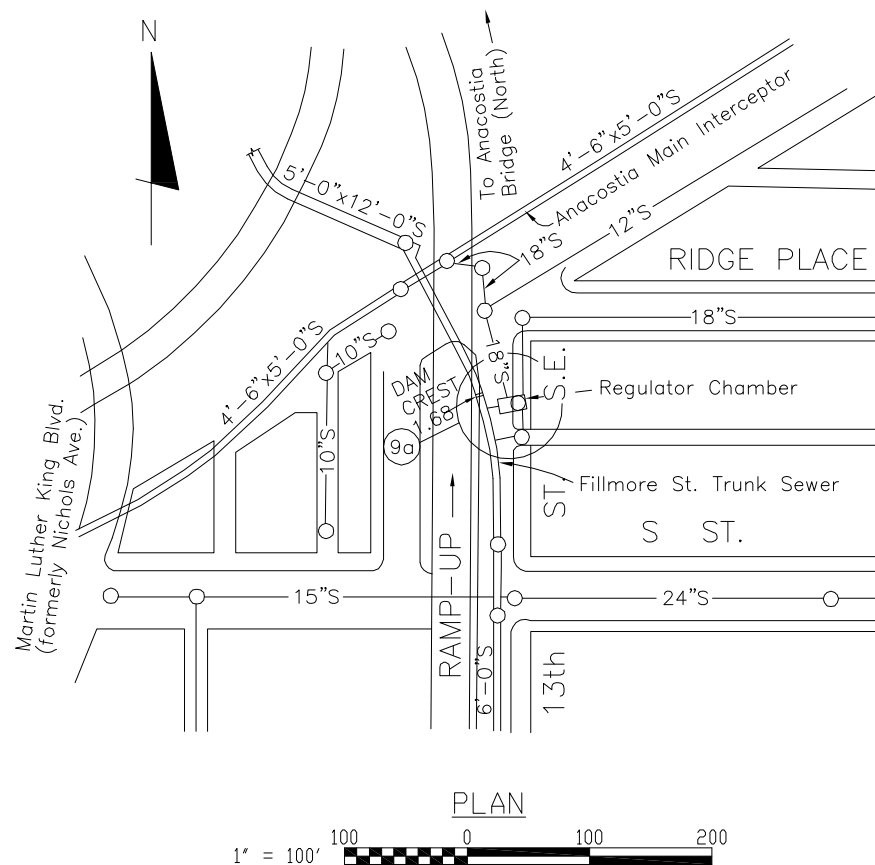 N
To Anacostia
Bridge (North)
4'-6"x5'-0"S
Anacostia Main Interceptor
5'-0"x12'-0"S
18"S
12"S
RIDGE PLACE
18"S
10"S
18"S
DAM
CREST
1.68
S.E.
Regulator Chamber
4'-6"x5'-0"S
9a
10"S
Fillmore St. Trunk Sewer
ST.
S ST.
Martin Luther King Blvd.
(formerly Nichols Ave.)
RAMP-UP
15"S
24"S
6'-0"S
13th
PLAN
1" = 100'
100 0 100 200